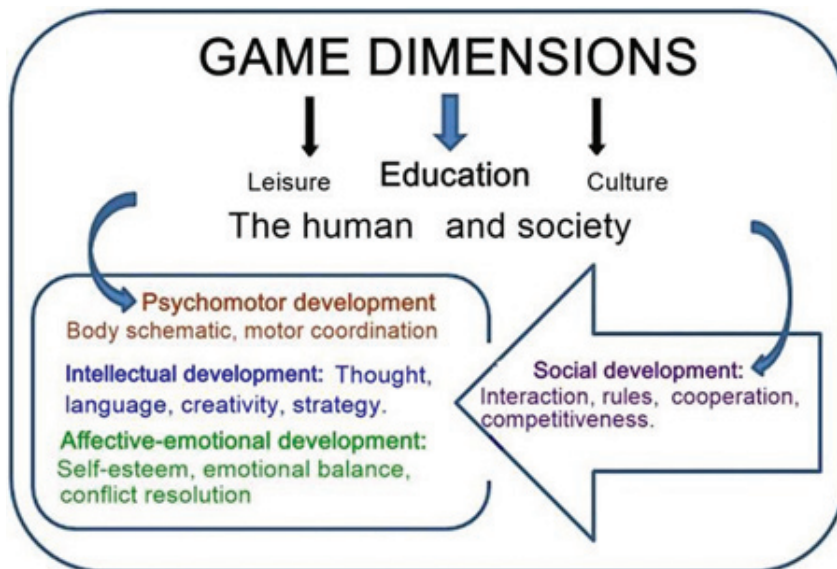 GAME DIMENSIONS
Leisure Education Culture
The human and society
Psychomotor development
Body schematic, motor coordination
Intellectual development: Thought,
language, creativity, strategy.
Affective-emotional development:
Self-esteem, emotional balance,
conflict resolution
Social development:
Interaction, rules, cooperation,
competitiveness.